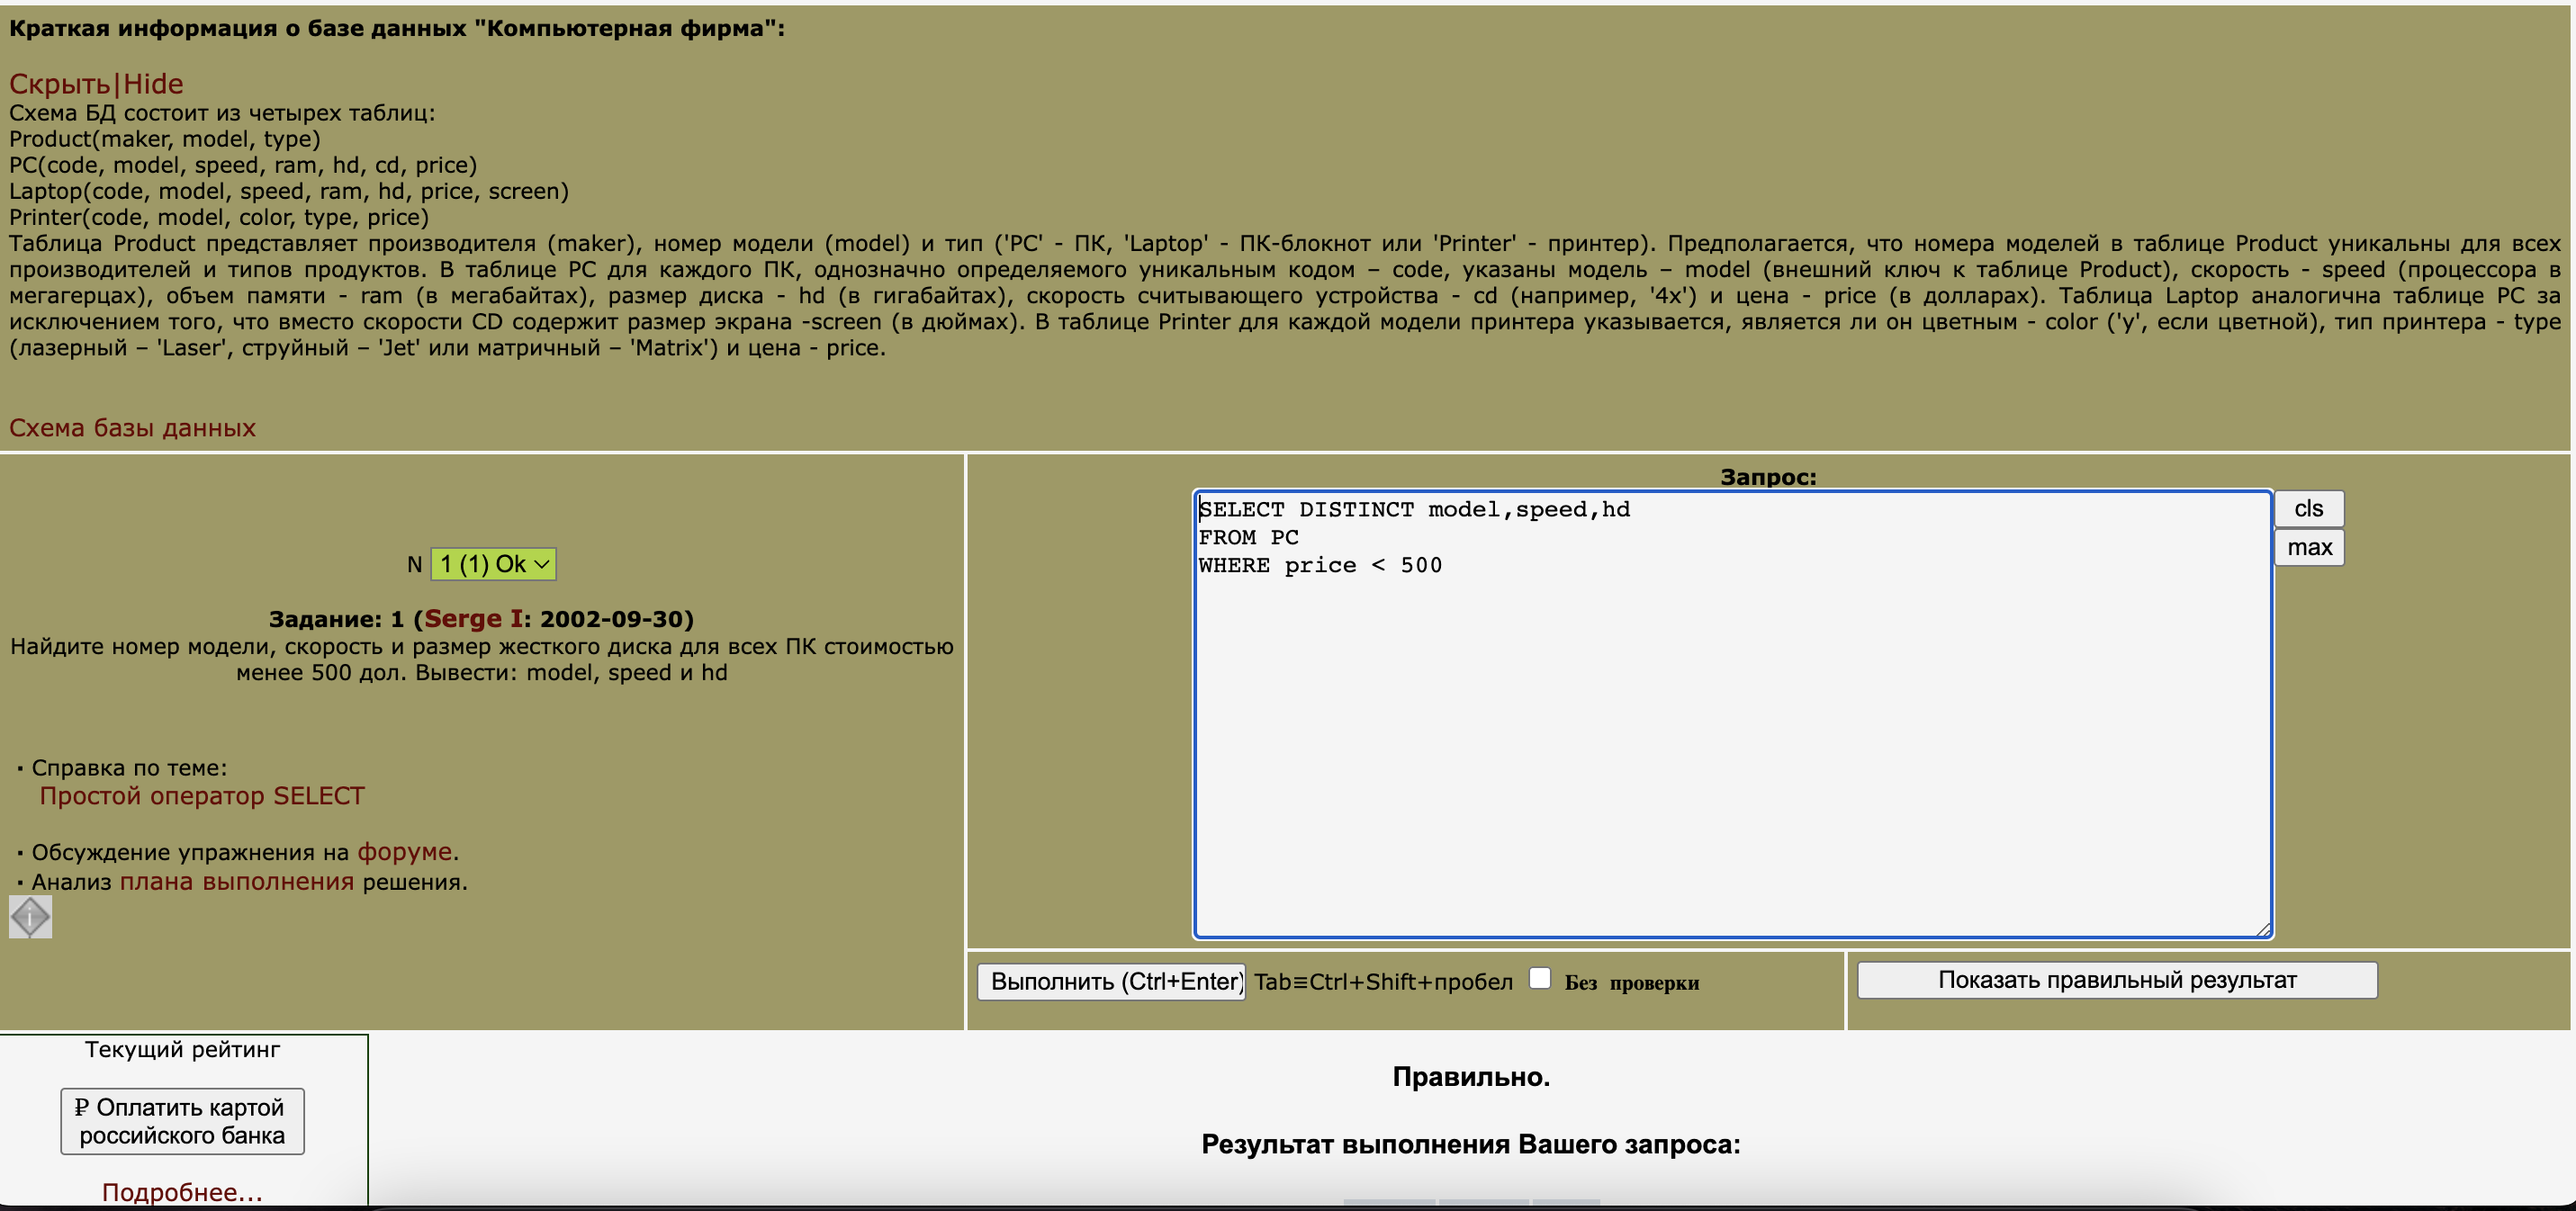 Краткая информация о базе данных "Компьютерная фирма":
Скрыть|Hide
Схема БД состоит из четырех таблиц:
Product(maker, model, type)
PC(code, model, speed, ram, hd, cd, price)
Laptop(code, model, speed, ram, hd, price, screen)
Printer(code, model, color, type, price)
Таблица Product представляет производителя (maker), номер модели (model) и тип ('PC' - ПК, 'Laptop' - ПК-блокнот или 'Printer' - принтер). Предполагается, что номера моделей в таблице Product уникальны для всех
производителей и типов продуктов. В таблице PC для каждого ПК, однозначно определяемого уникальным кодом – code, указаны модель – model (внешний ключ к таблице Product), скорость - speed (процессора в
мегагерцах), объем памяти - ram (в мегабайтах), размер диска - hd (в гигабайтах), скорость считывающего устройства - cd (например, '4x') и цена - price (в долларах). Таблица Laptop аналогична таблице PC за
исключением того, что вместо скорости CD содержит размер экрана -screen (в дюймах). В таблице Printer для каждой модели принтера указывается, является ли он цветным - color ('y', если цветной), тип принтера - type
(лазерный – 'Laser', струйный – 'Jet' или матричный – 'Matrix') и цена - price.
Схема базы данных
N 1 (1) Ok
Задание: 1 (Serge I: 2002-09-30)
Найдите номер модели, скорость и размер жесткого диска для всех ПК стоимостью
менее 500 дол. Вывести: model, speed и hd
· Справка по теме:
Простой оператор SELECT
· Обсуждение упражнения на форуме.
· Анализ плана выполнения решения.
Запрос:
SELECT DISTINCT model,speed,hd
FROM PC
WHERE price < 500
cls
max
Выполнить (Ctrl+Enter) Tab≡Ctrl+Shift+пробел Без проверки
Показать правильный результат
Текущий рейтинг
₽ Оплатить картой
российского банка
Подробнее...
Правильно.
Результат выполнения Вашего запроса: